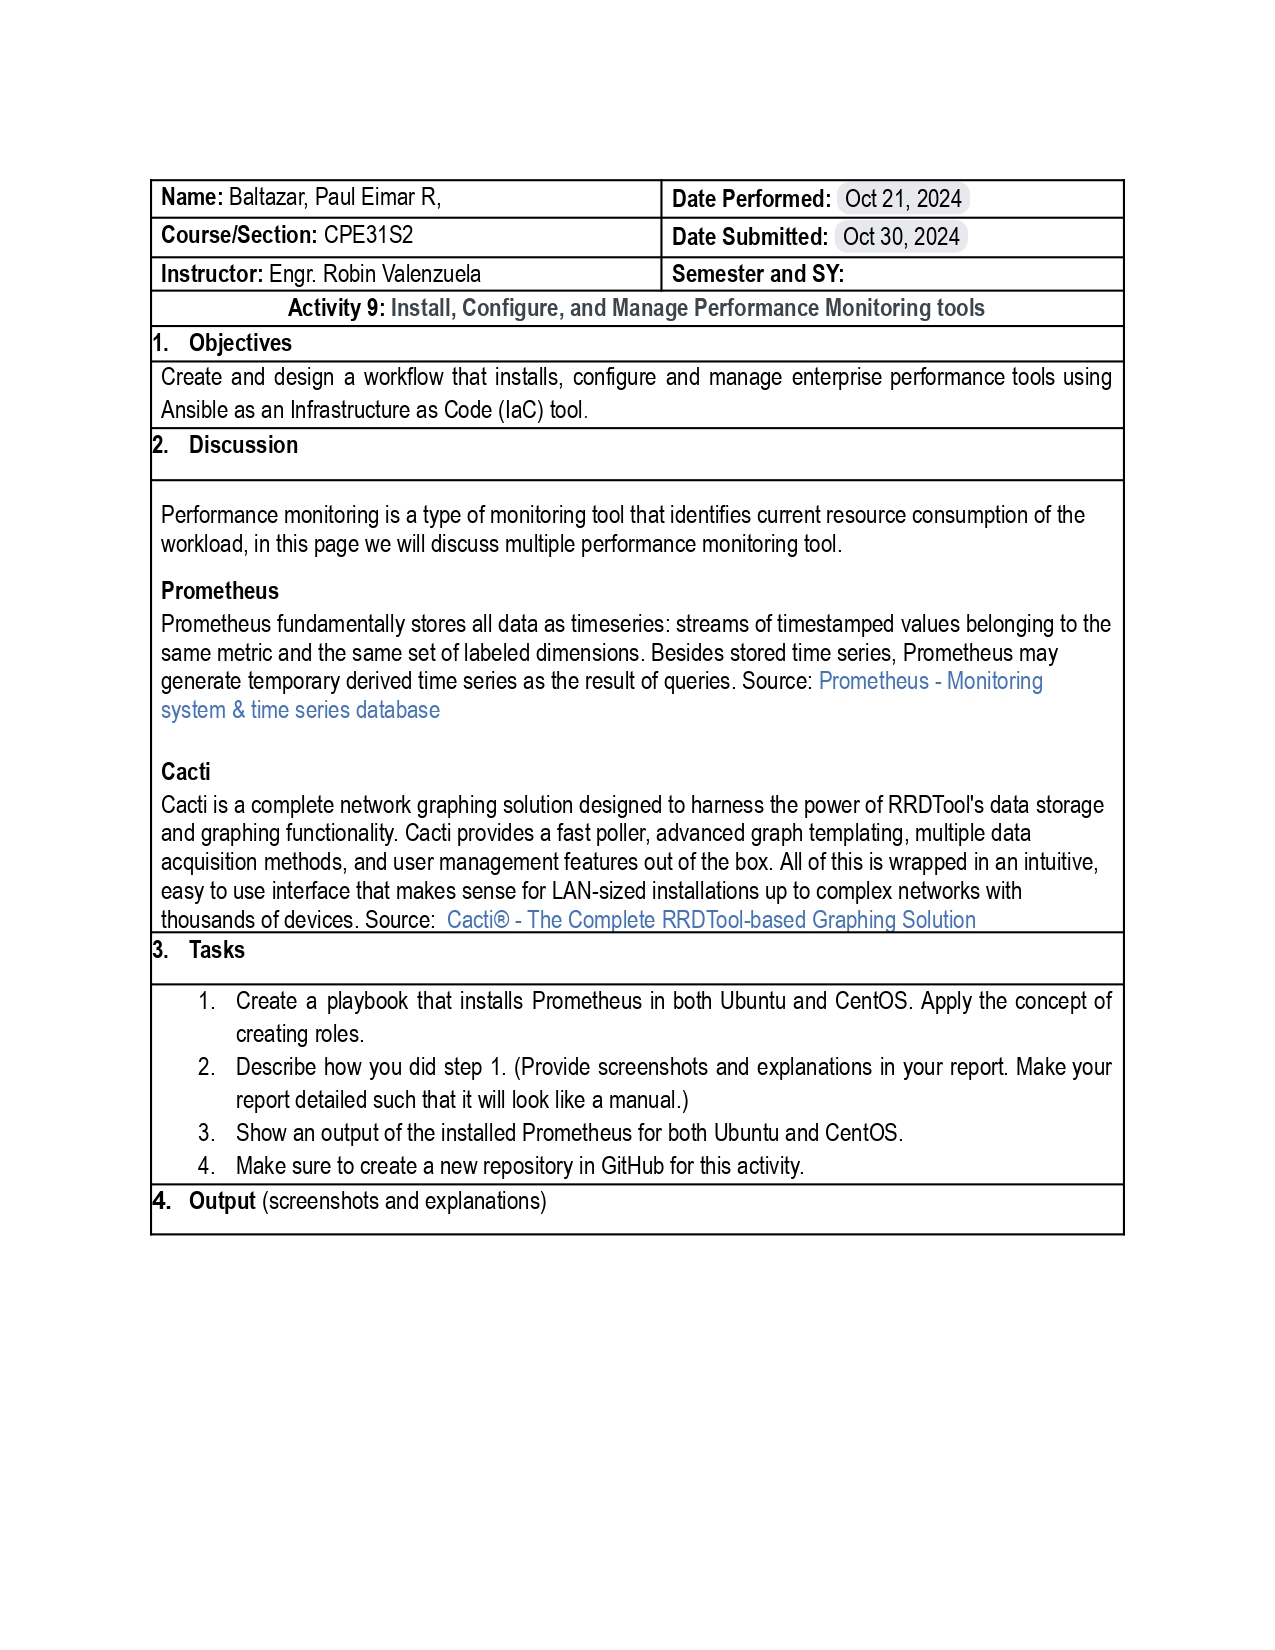 Name: Baltazar, Paul Eimar R,
Date Performed: Oct 21, 2024
Course/Section: CPE31S2
Date Submitted: Oct 30, 2024
Instructor: Engr. Robin Valenzuela
Semester and SY:
Activity 9: Install, Configure, and Manage Performance Monitoring tools
1. Objectives
Create and design a workflow that installs, configure and manage enterprise performance tools using
Ansible as an Infrastructure as Code (IaC) tool.
2. Discussion
Performance monitoring is a type of monitoring tool that identifies current resource consumption of the
workload, in this page we will discuss multiple performance monitoring tool.
Prometheus
Prometheus fundamentally stores all data as timeseries: streams of timestamped values belonging to the
same metric and the same set of labeled dimensions. Besides stored time series, Prometheus may
generate temporary derived time series as the result of queries. Source: Prometheus - Monitoring
system & time series database
Cacti
Cacti is a complete network graphing solution designed to harness the power of RRDTool's data storage
and graphing functionality. Cacti provides a fast poller, advanced graph templating, multiple data
acquisition methods, and user management features out of the box. All of this is wrapped in an intuitive,
easy to use interface that makes sense for LAN-sized installations up to complex networks with
thousands of devices. Source: Cacti® - The Complete RRDTool-based Graphing Solution
3. Tasks
1. Create a playbook that installs Prometheus in both Ubuntu and CentOS. Apply the concept of
creating roles.
2. Describe how you did step 1. (Provide screenshots and explanations in your report. Make your
report detailed such that it will look like a manual.)
3. Show an output of the installed Prometheus for both Ubuntu and CentOS.
4. Make sure to create a new repository in GitHub for this activity.
4. Output (screenshots and explanations)